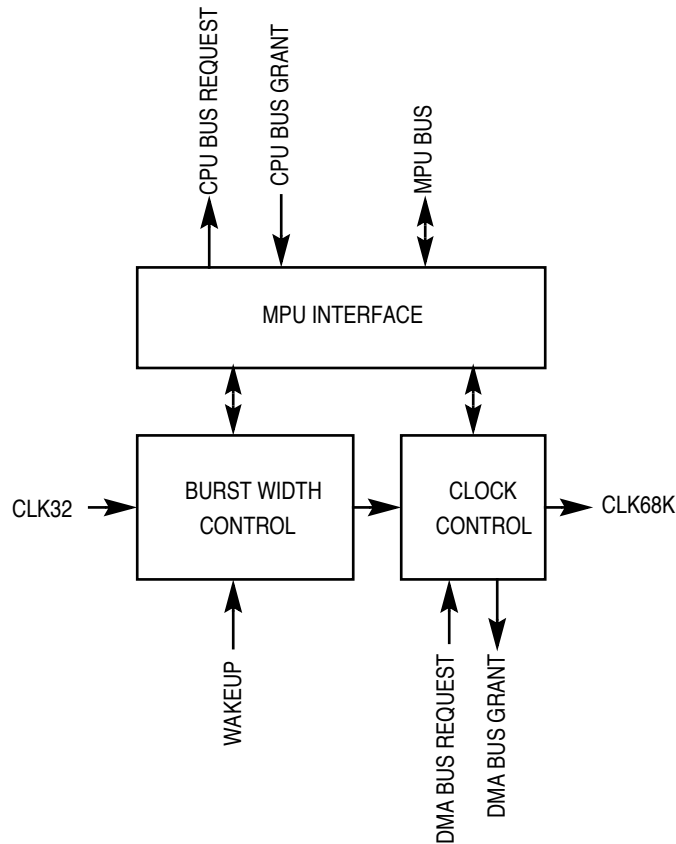 CPU BUS REQUEST
CPU BUS GRANT
MPU BUS
MPU INTERFACE
CLK32
BURST WIDTH
CONTROL
CLOCK
CONTROL
CLK68K
WAKEUP
DMA BUS REQUEST
DMA BUS GRANT